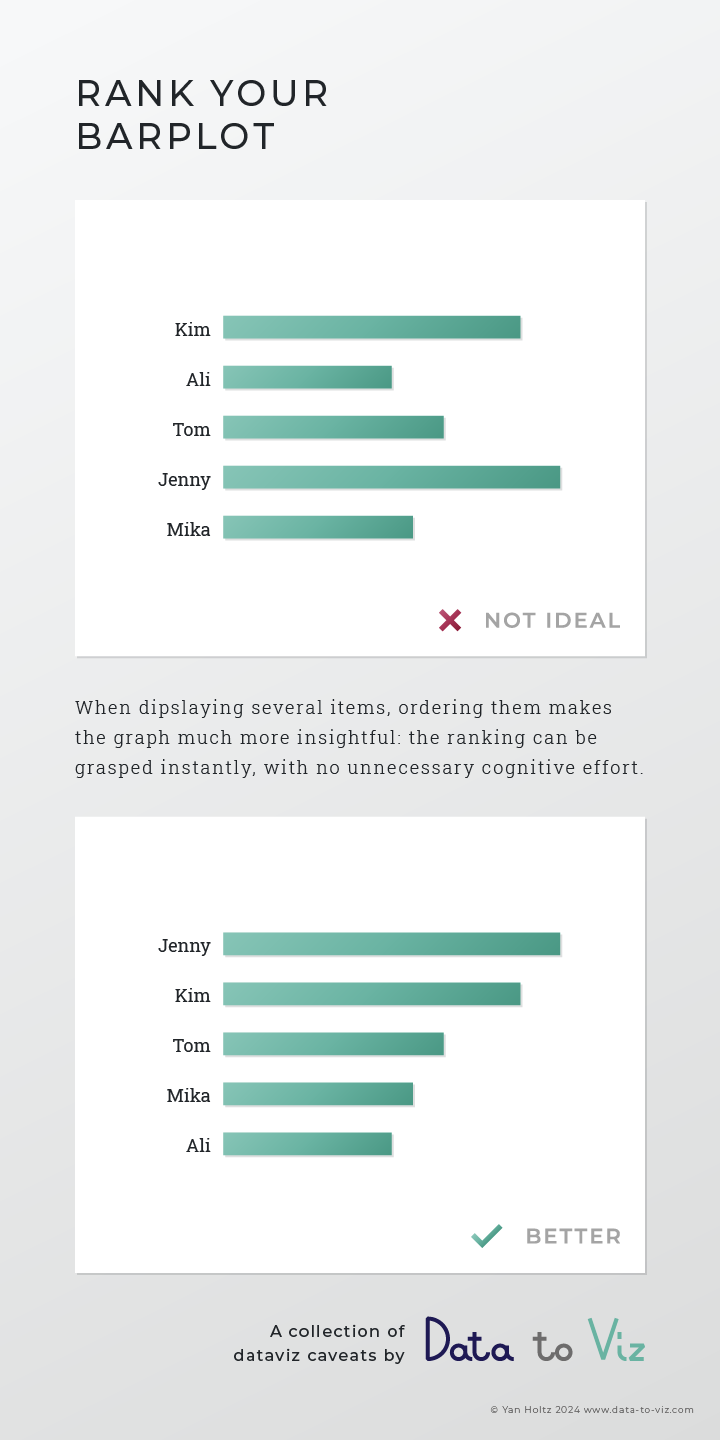 RANK YOUR
BARPLOT
Kim
Ali
Tom
Jenny
Mika
NOT IDEAL
When dipslaying several items, ordering them makes
the graph much more insightful: the ranking can be
grasped instantly, with no unnecessary cognitive effort.
Jenny
Kim
Tom
Mika
Ali
BETTER
A collection of
dataviz caveats by
Data to Viz
© Yan Holtz 2024 www.data-to-viz.com